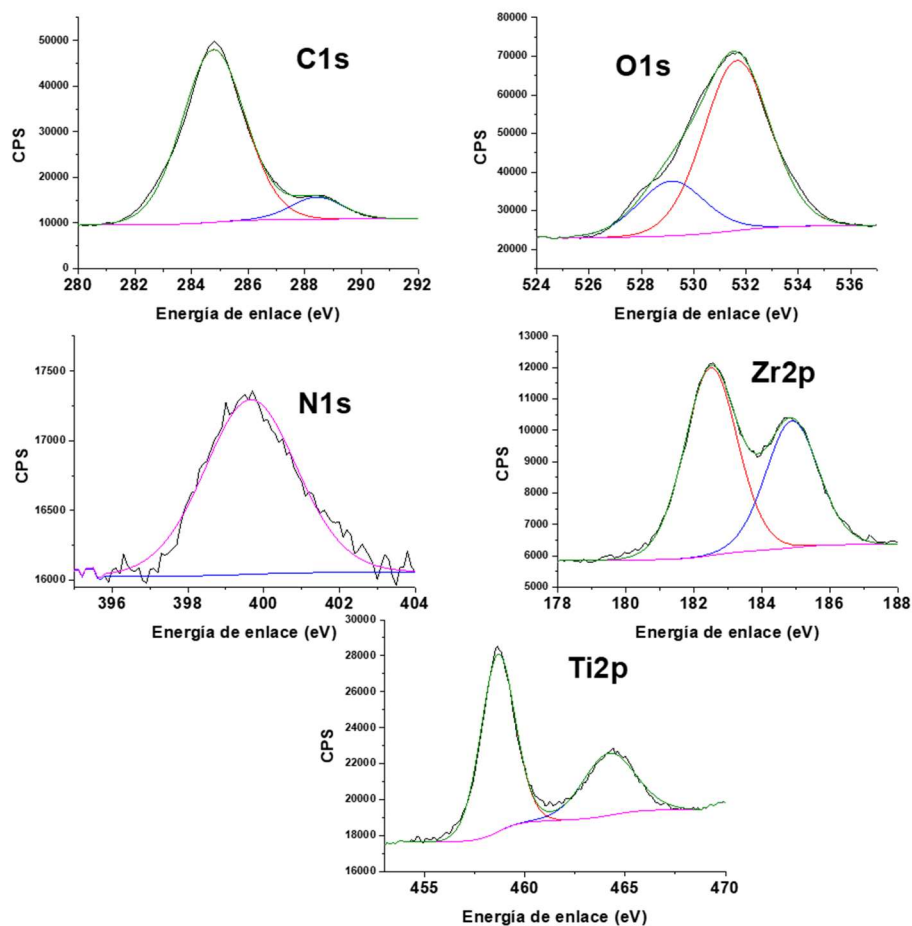 C1s
CPS
50000
40000
30000
20000
10000
0
280 282 284 286 288 290 292
Energía de enlace (eV)
O1s
CPS
80000
70000
60000
50000
40000
30000
20000
524 526 528 530 532 534 536
Energía de enlace (eV)
N1s
CPS
17500
17000
16500
16000
396 398 400 402 404
Energía de enlace (eV)
Zr2p
CPS
13000
12000
11000
10000
9000
8000
7000
6000
5000
178 180 182 184 186 188
Energía de enlace (eV)
Ti2p
CPS
30000
28000
26000
24000
22000
20000
18000
16000
455 460 465 470
Energía de enlace (eV)